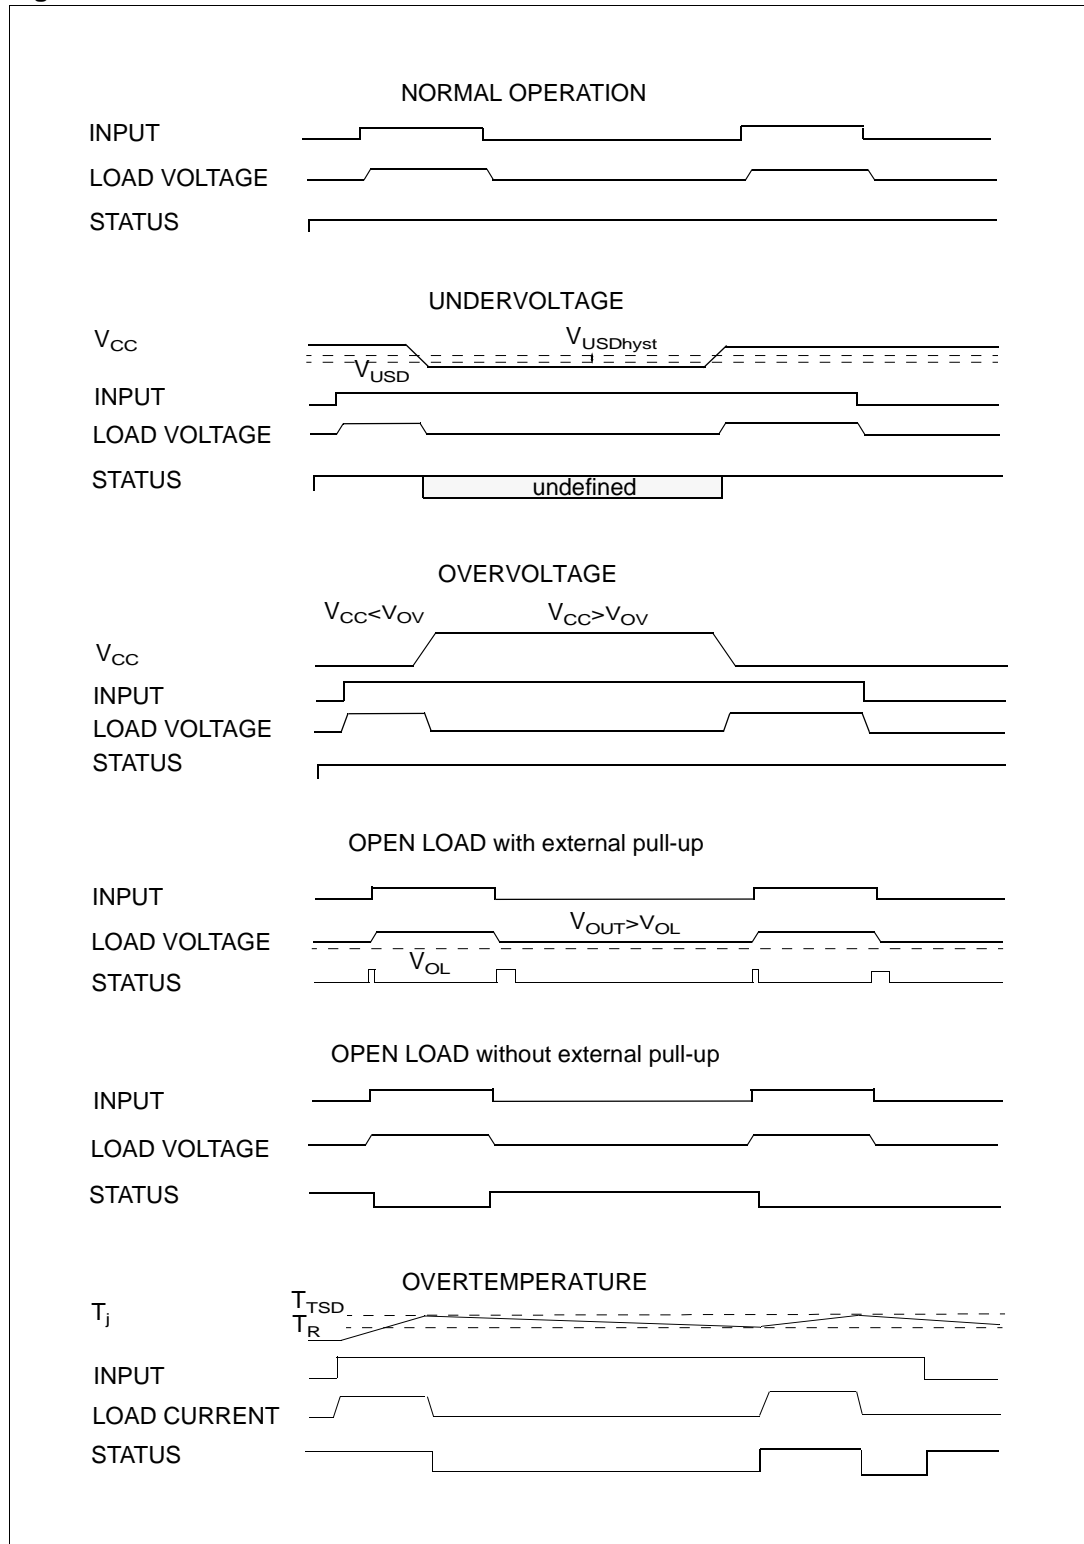 NORMAL OPERATION
INPUT
LOAD VOLTAGE
STATUS
UNDERVOLTAGE
VCC
VUSDhyst
VUSD
INPUT
LOAD VOLTAGE
STATUS
undefined
OVERVOLTAGE
VCC<VOV
VCC>VOV
VCC
INPUT
LOAD VOLTAGE
STATUS
OPEN LOAD with external pull-up
INPUT
VOUT>VOL
LOAD VOLTAGE
VOL
STATUS
OPEN LOAD without external pull-up
INPUT
LOAD VOLTAGE
STATUS
OVERTEMPERATURE
Tj
TTSD
TR
INPUT
LOAD CURRENT
STATUS